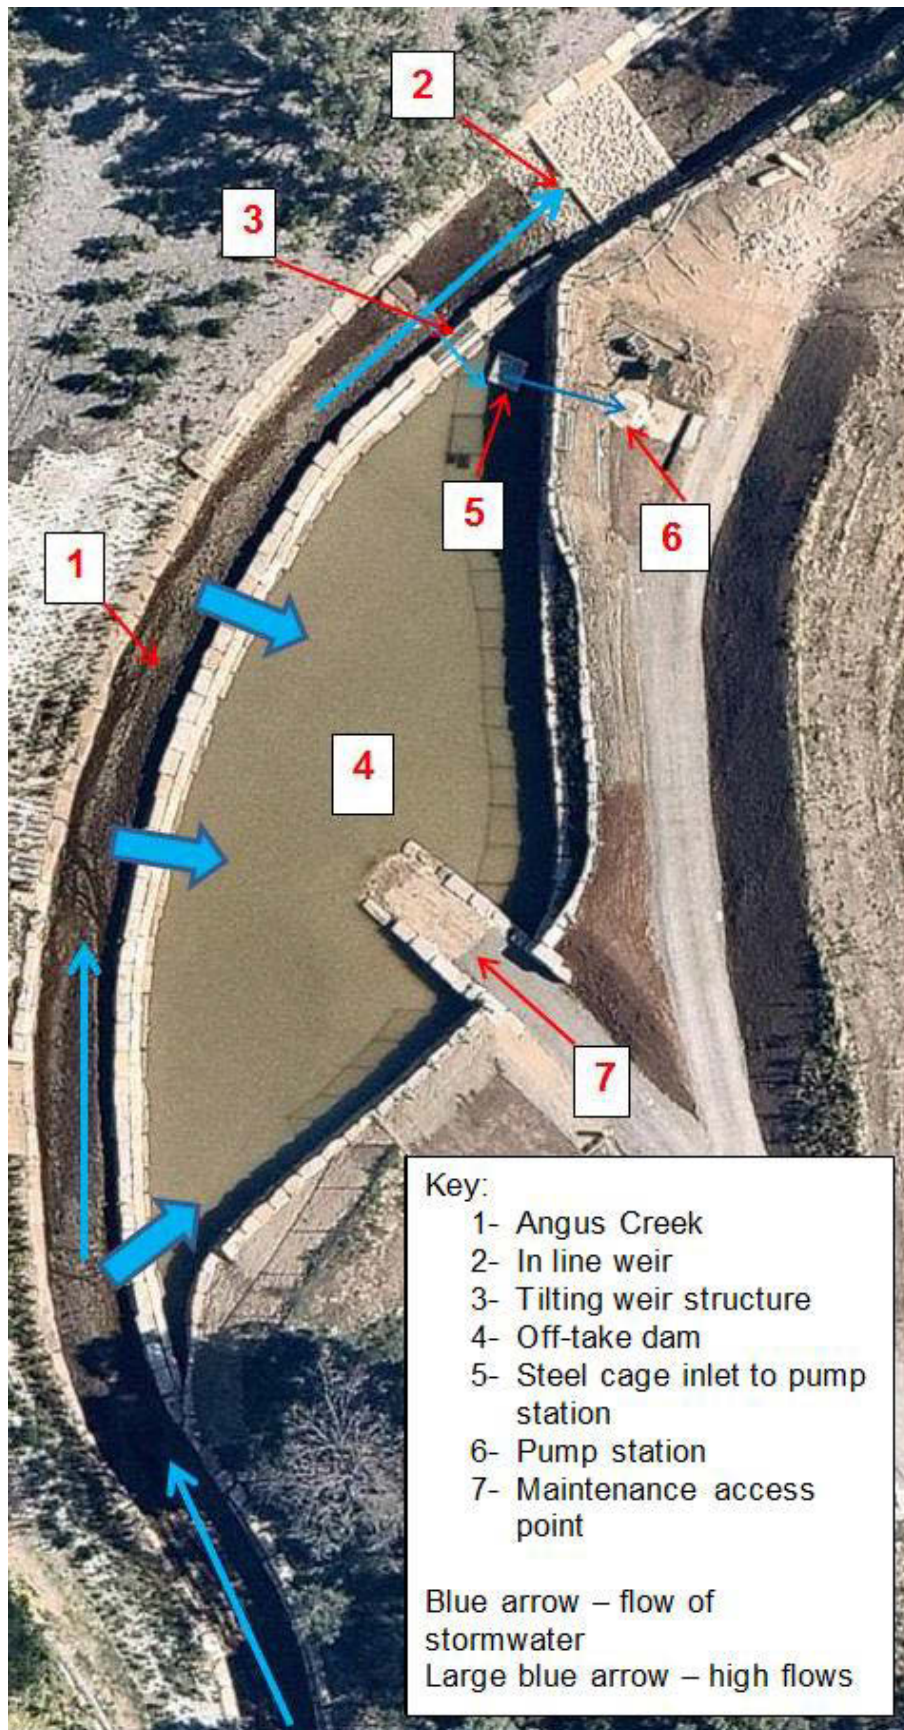 2
3
1
5
6
4
7
Key:
1- Angus Creek
2- In line weir
3- Tilting weir structure
4- Off-take dam
5- Steel cage inlet to pump
station
6- Pump station
7- Maintenance access
point
Blue arrow – flow of
stormwater
Large blue arrow – high flows